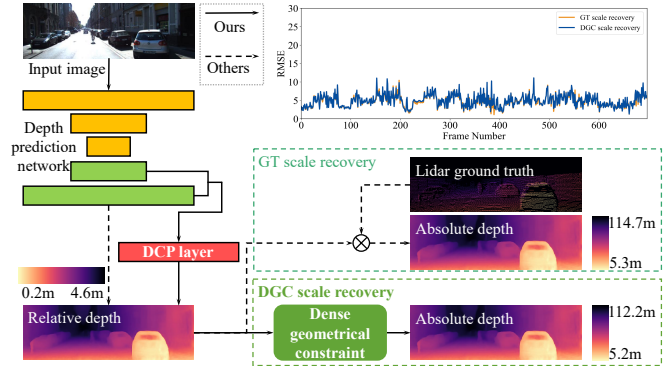 Input image
Ours
Others
GT scale recovery
DGC scale recovery
RMSE
30
25
20
15
10
5
0
0
100
200
300
400
500
600
Frame Number
Depth
prediction
network
DCP layer
0.2m
4.6m
Relative depth
GT scale recovery
Lidar ground truth
Absolute depth
114.7m
5.3m
DGC scale recovery
Dense
geometrical
constraint
Absolute depth
112.2m
5.2m